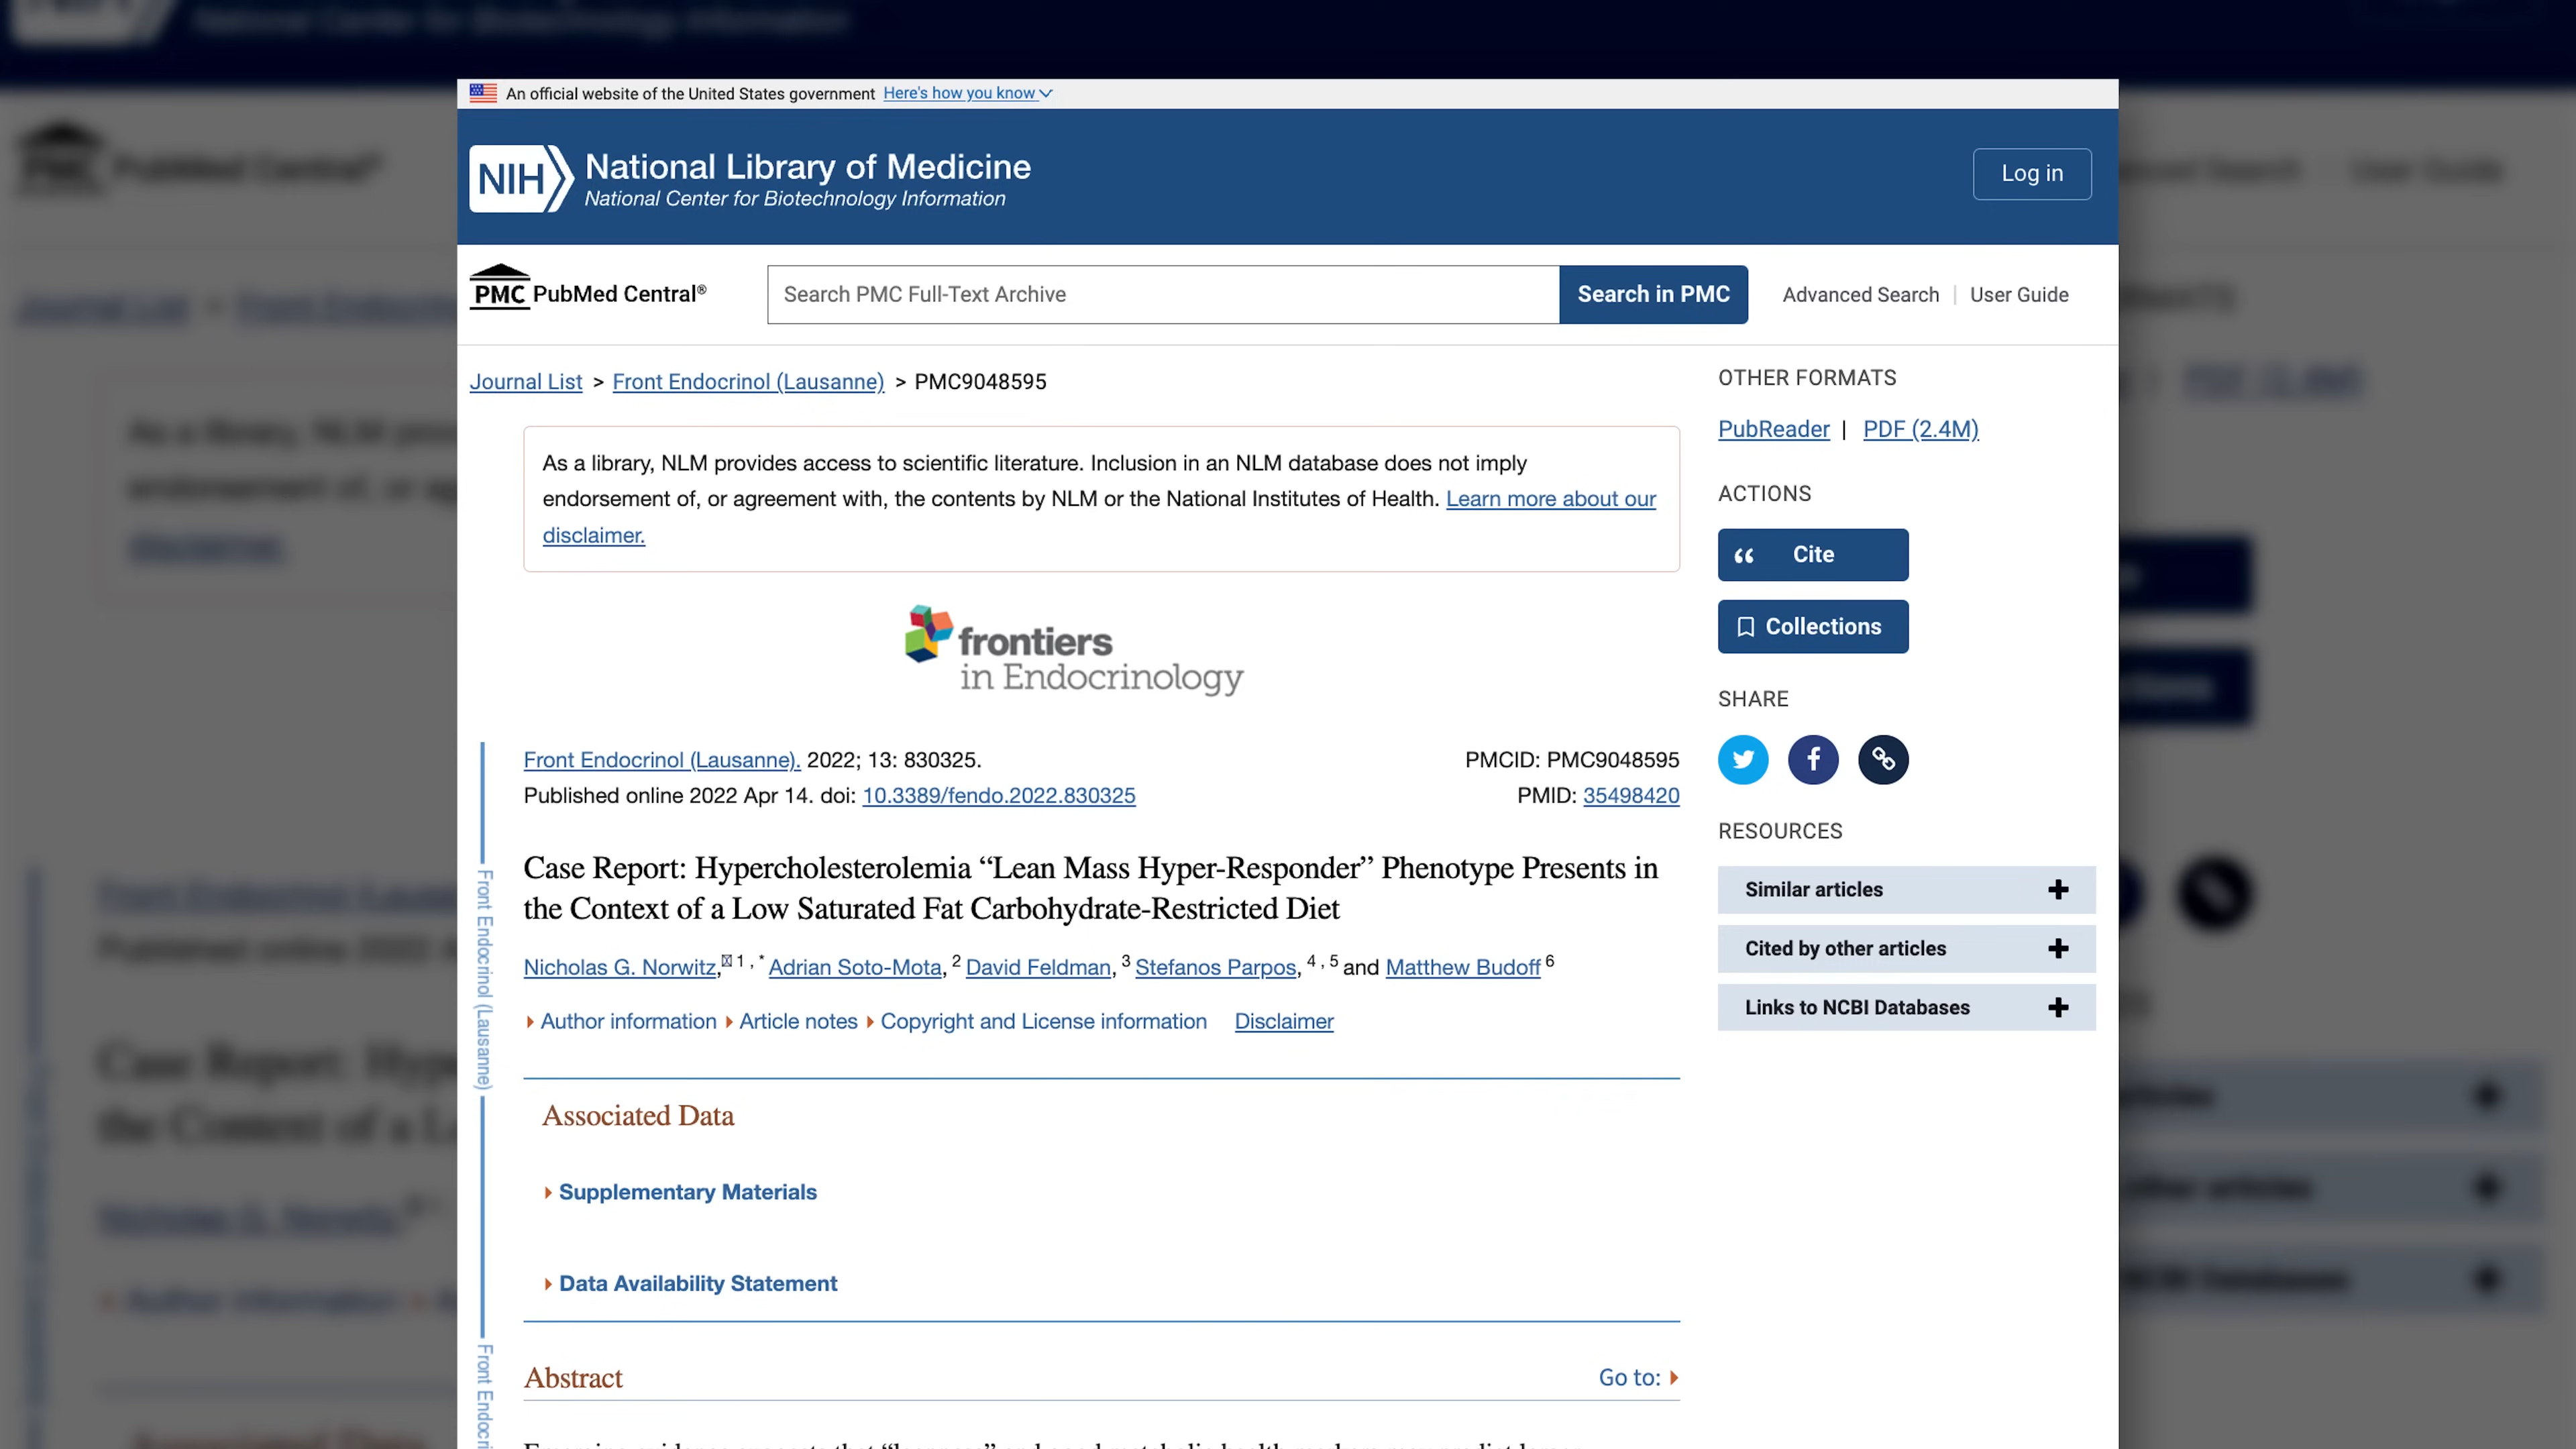 National Center for Biotechnology Information
An official website of the United States government Here's how you know
NIH National Library of Medicine
National Center for Biotechnology Information
Log in
PMC PubMed Central®
Search PMC Full-Text Archive
Search in PMC
Advanced Search | User Guide
Journal List > Front Endocrinol (Lausanne) > PMC9048595
As a library, NLM provides access to scientific literature. Inclusion in an NLM database does not imply
endorsement of, or agreement with, the contents by NLM or the National Institutes of Health. Learn more about our
disclaimer.
frontiers
in Endocrinology
Front Endocrinol (Lausanne). 2022; 13: 830325.
Published online 2022 Apr 14. doi: 10.3389/fendo.2022.830325
PMCID: PMC9048595
PMID: 35498420
Case Report: Hypercholesterolemia “Lean Mass Hyper-Responder” Phenotype Presents in
the Context of a Low Saturated Fat Carbohydrate-Restricted Diet
Nicholas G. Norwitz, 1 , * Adrian Soto-Mota, 2 David Feldman, 3 Stefanos Parpos, 4 , 5 and Matthew Budoff 6
Author information Article notes Copyright and License information Disclaimer
Associated Data
Supplementary Materials
Data Availability Statement
Abstract
Go to:
OTHER FORMATS
PubReader | PDF (2.4M)
ACTIONS
Cite
Collections
SHARE
RESOURCES
Similar articles +
Cited by other articles +
Links to NCBI Databases +
Front Endocrinol (Lausanne)
Front Endocri